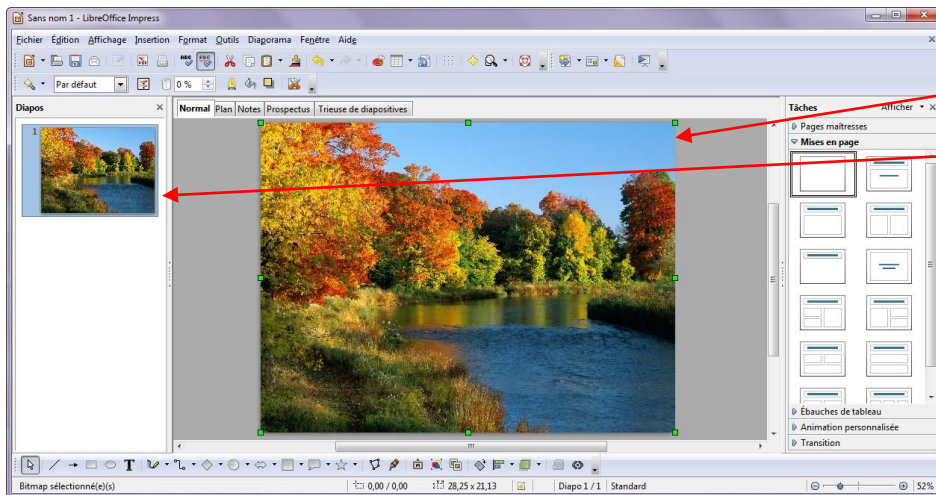 Sans nom 1 - LibreOffice Impress
Fichier Édition Affichage Insertion Format Outils Diaporama Fenêtre Aide
Par défaut 0 %
Diapos
Normal Plan Notes Prospectus Trieuse de diapositives
Tâches Afficher
Pages maîtresses
Mises en page
1
Ébauches de tableau
Animation personnalisée
Transition
Bitmap sélectionné(e)(s) 0,00 / 0,00 28,25 x 21,13 Diapo 1 / 1 Standard 52%